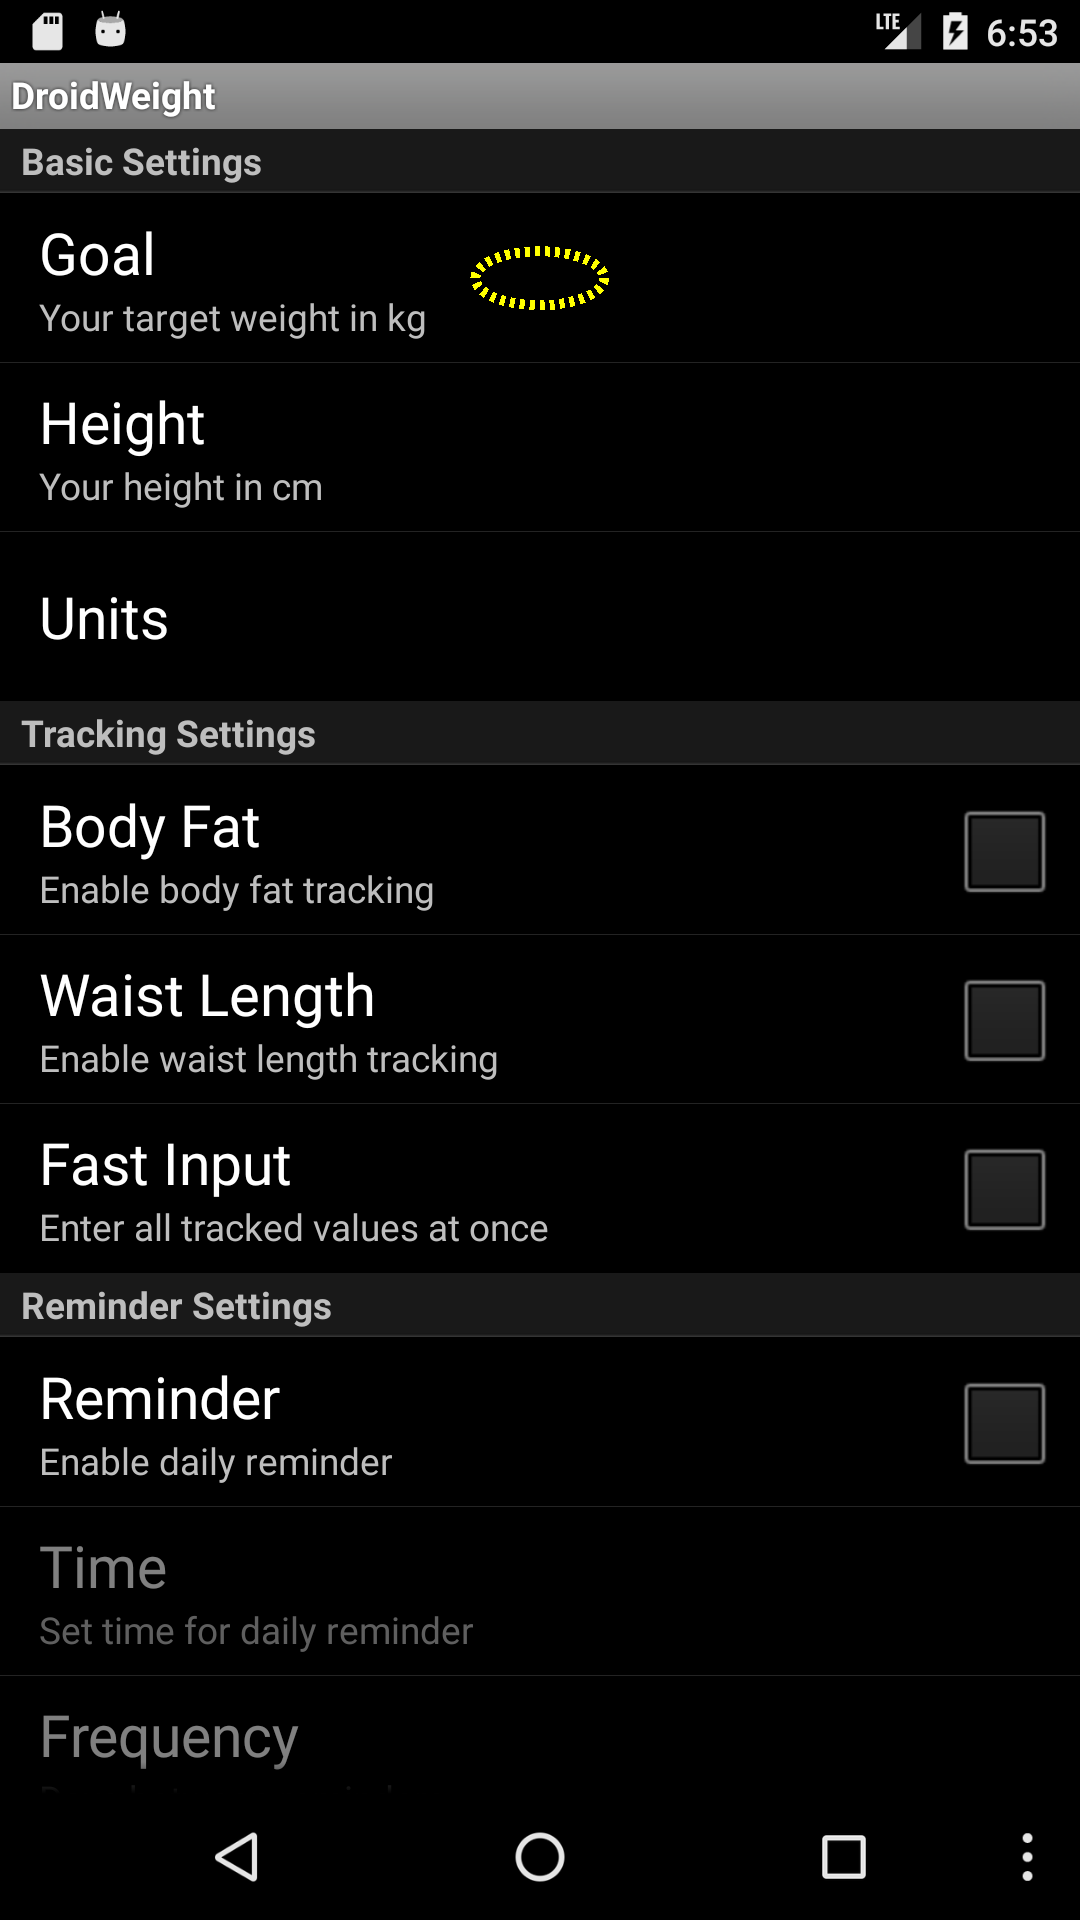 LTE 6:53
DroidWeight
Basic Settings
Goal
Your target weight in kg
Height
Your height in cm
Units
Tracking Settings
Body Fat
Enable body fat tracking
Waist Length
Enable waist length tracking
Fast Input
Enter all tracked values at once
Reminder Settings
Reminder
Enable daily reminder
Time
Set time for daily reminder
Frequency